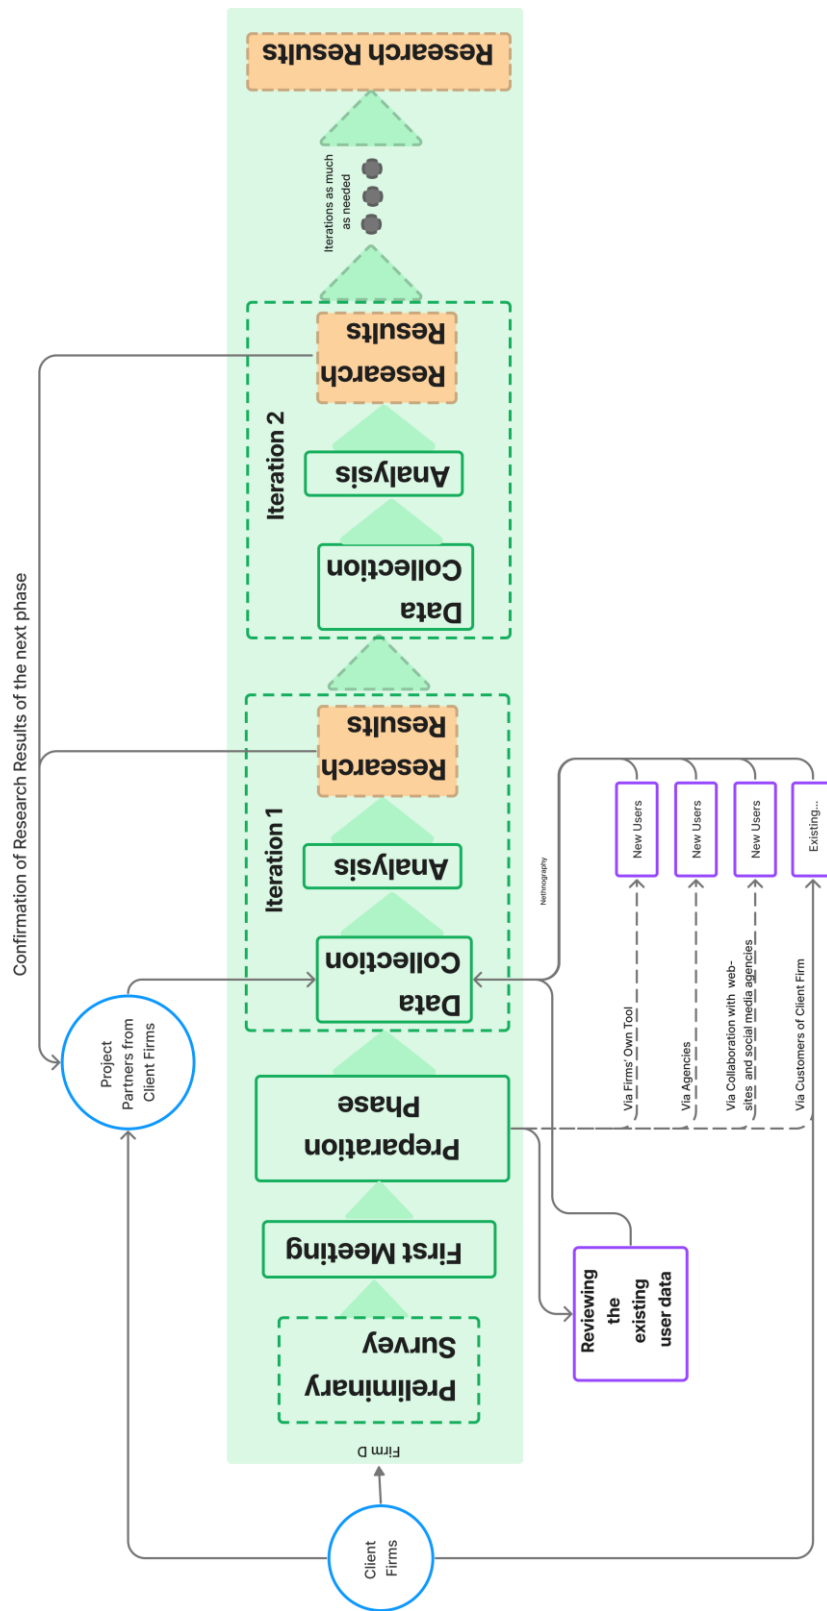 Confirmation of Research Results of the next phase
Project
Partners from
Client Firms
Client
Firms
Firm D
Preliminary
Survey
First Meeting
Preparation
Phase
Iteration 1
Data
Collection
Analysis
Research
Results
Iteration 2
Data
Collection
Analysis
Research
Results
Iterations as much
as needed
Research Results
Reviewing
the
existing
user data
Via Firms' Own Tool
Via Agencies
Via Collaboration with web-
sites and social media agencies
Via Customers of Client Firm
Nethnography
New Users
New Users
New Users
Existing...